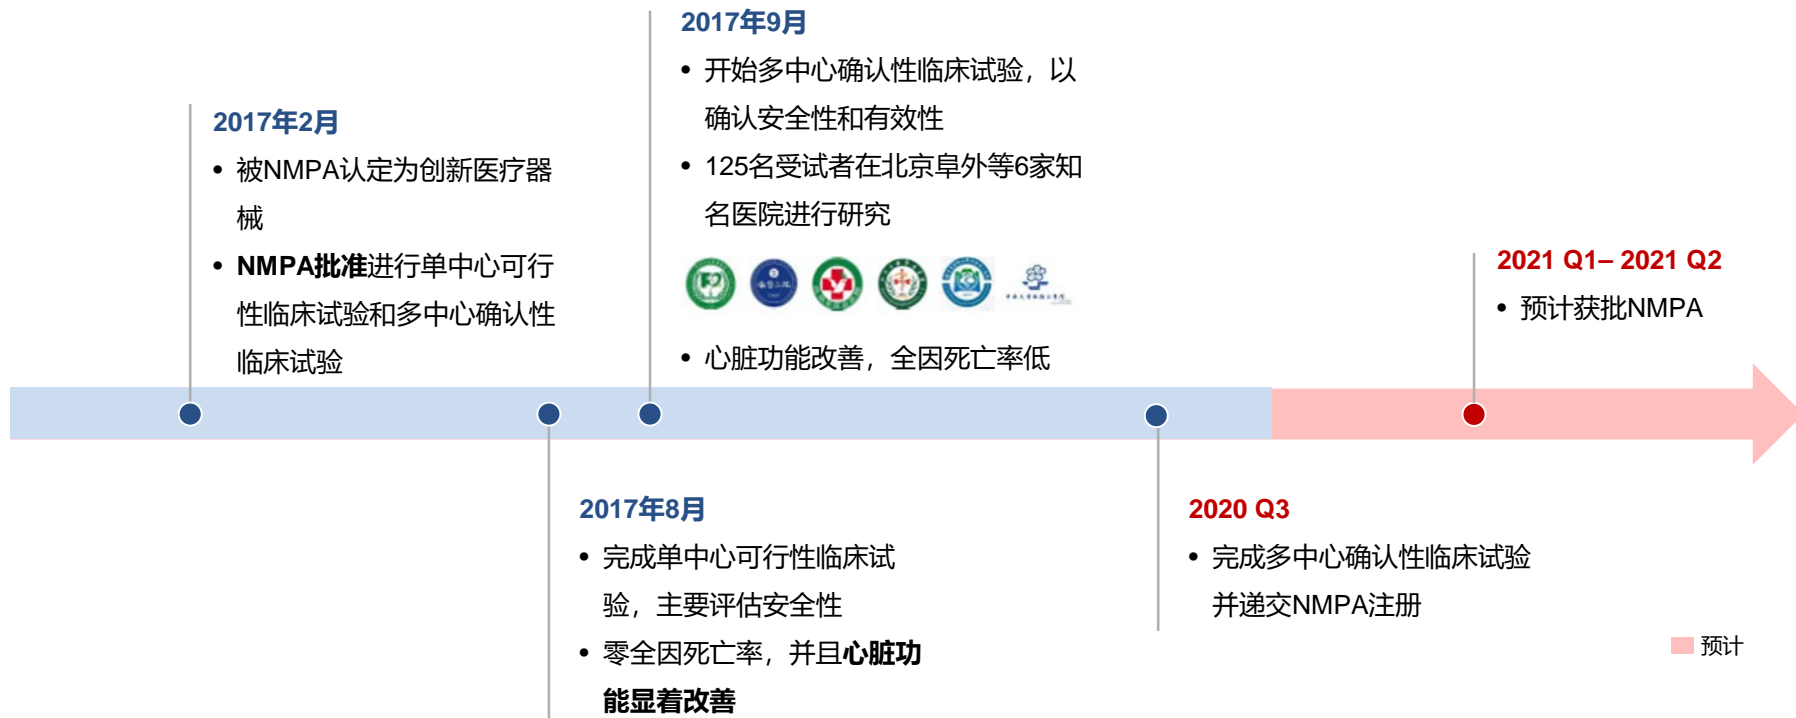 2017年2月
• 被NMPA认定为创新医疗器
械
• NMPA批准进行单中心可行
性临床试验和多中心确认性
临床试验
2017年9月
• 开始多中心确认性临床试验，以
确认安全性和有效性
• 125名受试者在北京阜外等6家知
名医院进行研究
• 心脏功能改善，全因死亡率低
2021 Q1– 2021 Q2
• 预计获批NMPA
2017年8月
• 完成单中心可行性临床试
验，主要评估安全性
• 零全因死亡率，并且心脏功
能显着改善
2020 Q3
• 完成多中心确认性临床试验
并递交NMPA注册
预计